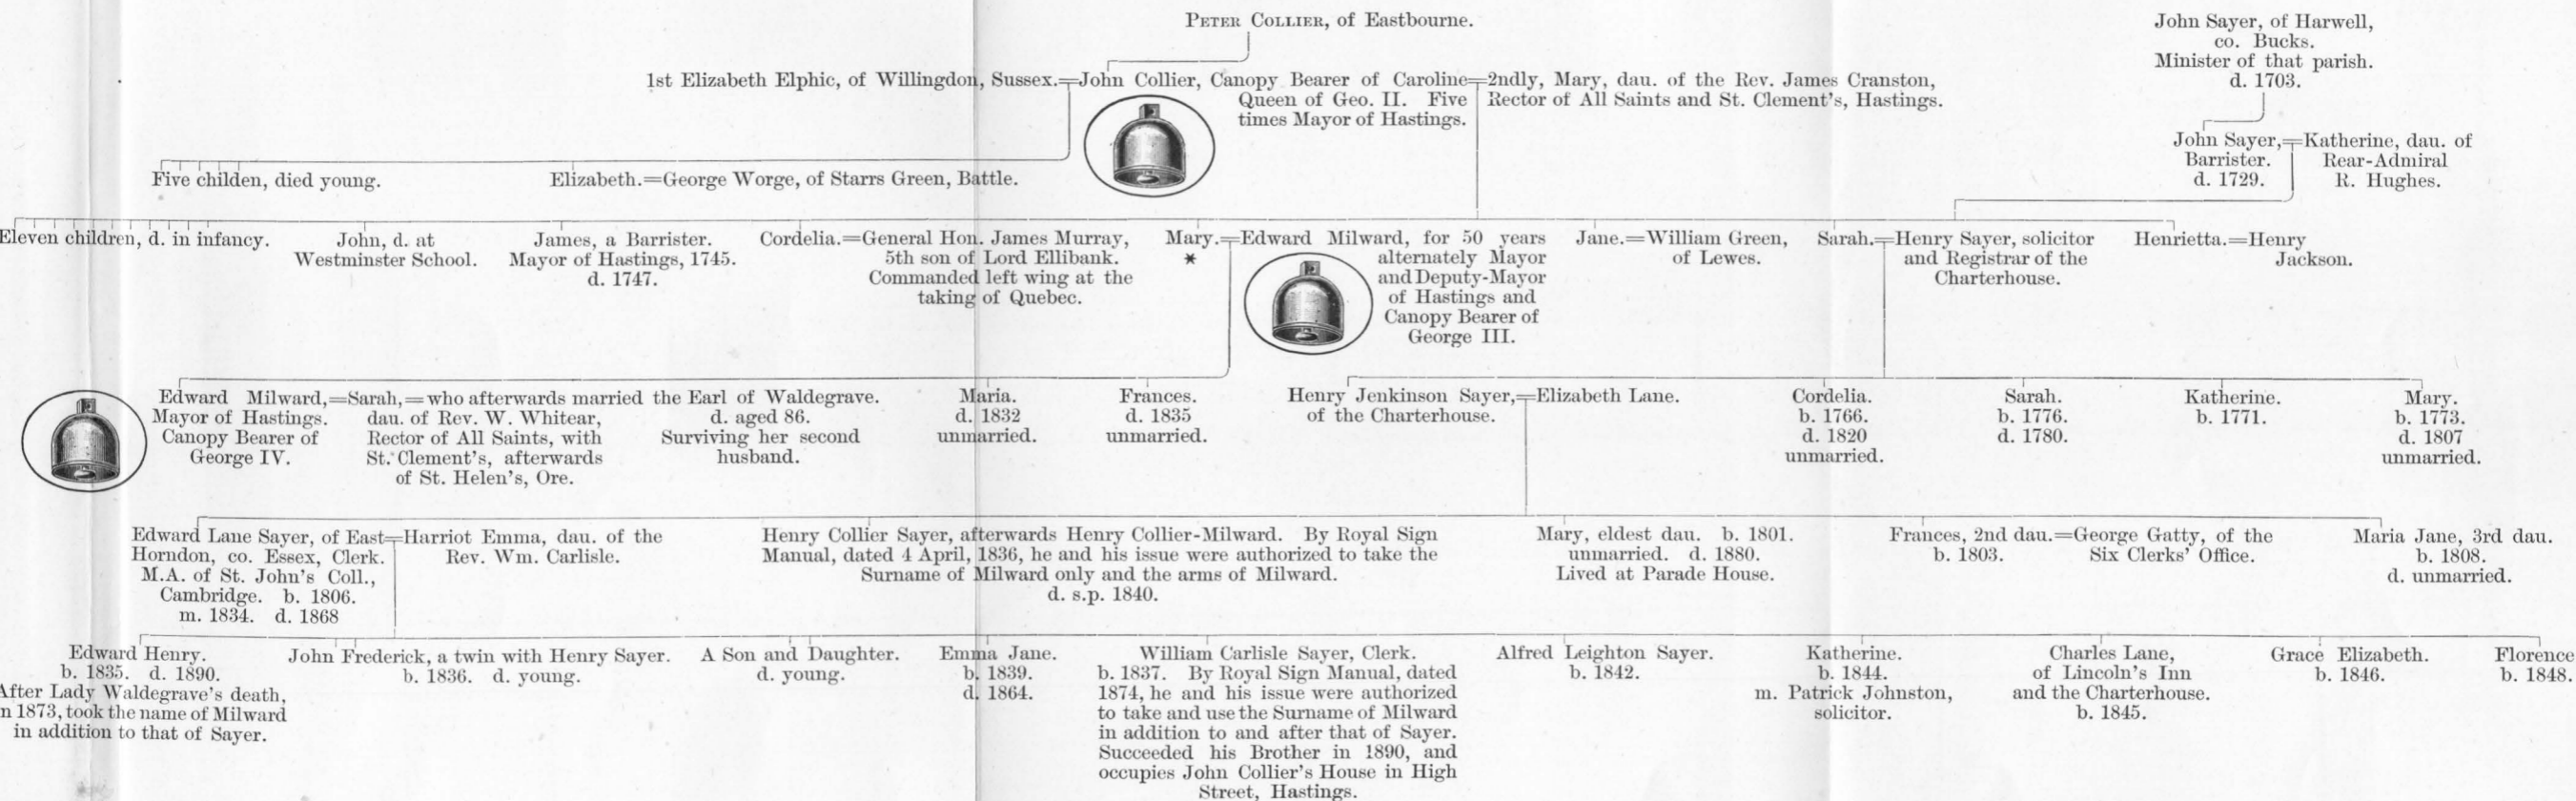 PETER COLLIER, of Eastbourne.
John Sayer, of Harwell,
co. Bucks.
Minister of that parish.
d. 1703.
1st Elizabeth Elphic, of Willingdon, Sussex.=John Collier, Canopy Bearer of Caroline=2ndly, Mary, dau. of the Rev. James Cranston,
Queen of Geo. II. Five Rector of All Saints and St. Clement's, Hastings.
times Mayor of Hastings.
John Sayer,=Katherine, dau. of
Barrister. Rear-Admiral
d. 1729. R. Hughes.
Five childen, died young.
Elizabeth.=George Worge, of Starrs Green, Battle.
Eleven children, d. in infancy.
John, d. at
Westminster School.
James, a Barrister.
Mayor of Hastings, 1745.
d. 1747.
Cordelia.=General Hon. James Murray,
5th son of Lord Ellibank.
Commanded left wing at the
taking of Quebec.
Mary.=Edward Milward, for 50 years
* alternately Mayor
and Deputy-Mayor
of Hastings and
Canopy Bearer of
George III.
Jane.=William Green,
of Lewes.
Sarah.=Henry Sayer, solicitor
and Registrar of the
Charterhouse.
Henrietta.=Henry
Jackson.
Edward Milward,=Sarah,=who afterwards married the Earl of Waldegrave.
Mayor of Hastings. dau. of Rev. W. Whitear, d. aged 86.
Canopy Bearer of Rector of All Saints, with Surviving her second
George IV. St. Clement's, afterwards husband.
of St. Helen's, Ore.
Maria.
d. 1832
unmarried.
Frances.
d. 1835
unmarried.
Henry Jenkinson Sayer,=Elizabeth Lane.
of the Charterhouse.
Cordelia.
b. 1766.
d. 1820
unmarried.
Sarah.
b. 1776.
d. 1780.
Katherine.
b. 1771.
Mary.
b. 1773.
d. 1807
unmarried.
Edward Lane Sayer, of East=Harriot Emma, dau. of the
Horndon, co. Essex, Clerk. Rev. Wm. Carlisle.
M.A. of St. John's Coll.,
Cambridge. b. 1806.
m. 1834. d. 1868
Henry Collier Sayer, afterwards Henry Collier-Milward. By Royal Sign
Manual, dated 4 April, 1836, he and his issue were authorized to take the
Surname of Milward only and the arms of Milward.
d. s.p. 1840.
Mary, eldest dau. b. 1801.
unmarried. d. 1880.
Lived at Parade House.
Frances, 2nd dau.=George Gatty, of the
b. 1803. Six Clerks' Office.
Maria Jane, 3rd dau.
b. 1808.
d. unmarried.
Edward Henry.
b. 1835. d. 1890.
After Lady Waldegrave's death,
n 1873, took the name of Milward
in addition to that of Sayer.
John Frederick, a twin with Henry Sayer.
b. 1836. d. young.
A Son and Daughter.
d. young.
Emma Jane.
b. 1839.
d. 1864.
William Carlisle Sayer, Clerk.
b. 1837. By Royal Sign Manual, dated
1874, he and his issue were authorized
to take and use the Surname of Milward
in addition to and after that of Sayer.
Succeeded his Brother in 1890, and
occupies John Collier's House in High
Street, Hastings.
Alfred Leighton Sayer.
b. 1842.
Katherine.
b. 1844.
m. Patrick Johnston,
solicitor.
Charles Lane,
of Lincoln's Inn
and the Charterhouse.
b. 1845.
Grace Elizabeth.
b. 1846.
Florence
b. 1848.